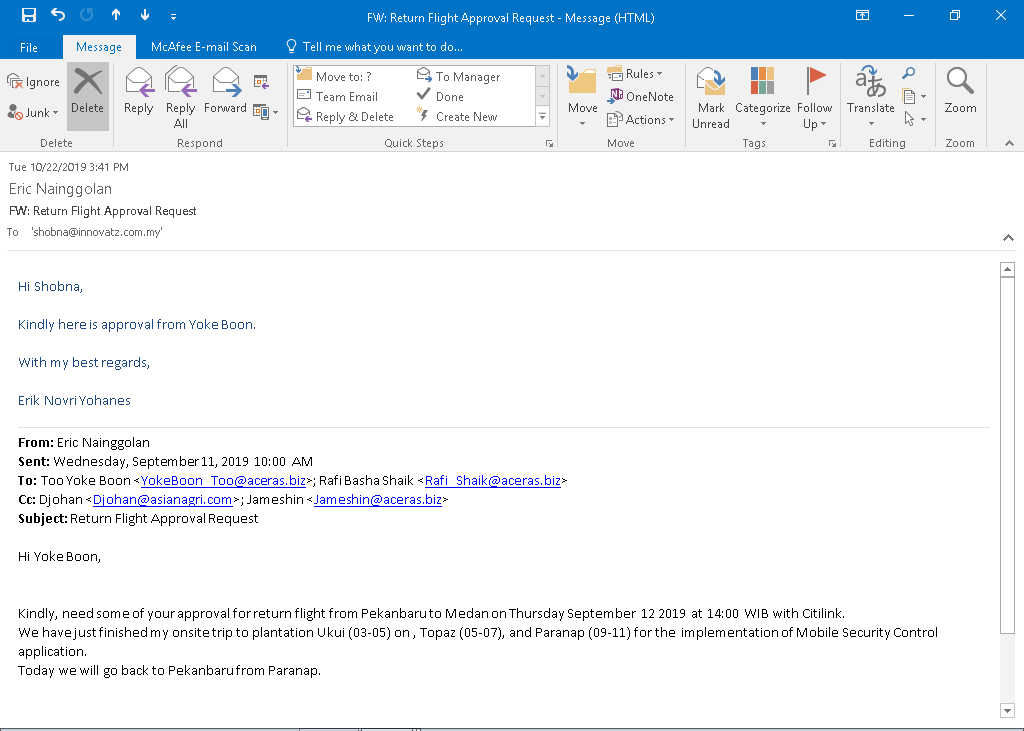 FW: Return Flight Approval Request - Message (HTML)
File Message McAfee E-mail Scan Tell me what you want to do...
Ignore
Junk
Delete
Reply
Reply All
Forward
Move to: ?
Team Email
Reply & Delete
To Manager
Done
Create New
Move
Rules
OneNote
Actions
Mark Unread
Categorize
Follow Up
Translate
Zoom
Delete Respond Quick Steps Move Tags Editing Zoom
Tue 10/22/2019 3:41 PM
Eric Nainggolan
FW: Return Flight Approval Request
To 'shobna@innovatz.com.my'
Hi Shobna,
Kindly here is approval from Yoke Boon.
With my best regards,
Erik Novri Yohanes
From: Eric Nainggolan
Sent: Wednesday, September 11, 2019 10:00 AM
To: Too Yoke Boon <YokeBoon_Too@aceras.biz>; Rafi Basha Shaik <Rafi_Shaik@aceras.biz>
Cc: Djohan <Djohan@asianagri.com>; Jameshin <Jameshin@aceras.biz>
Subject: Return Flight Approval Request
Hi Yoke Boon,
Kindly, need some of your approval for return flight from Pekanbaru to Medan on Thursday September 12 2019 at 14:00 WIB with Citilink.
We have just finished my onsite trip to plantation Ukui (03-05) on , Topaz (05-07), and Paranap (09-11) for the implementation of Mobile Security Control
application.
Today we will go back to Pekanbaru from Paranap.